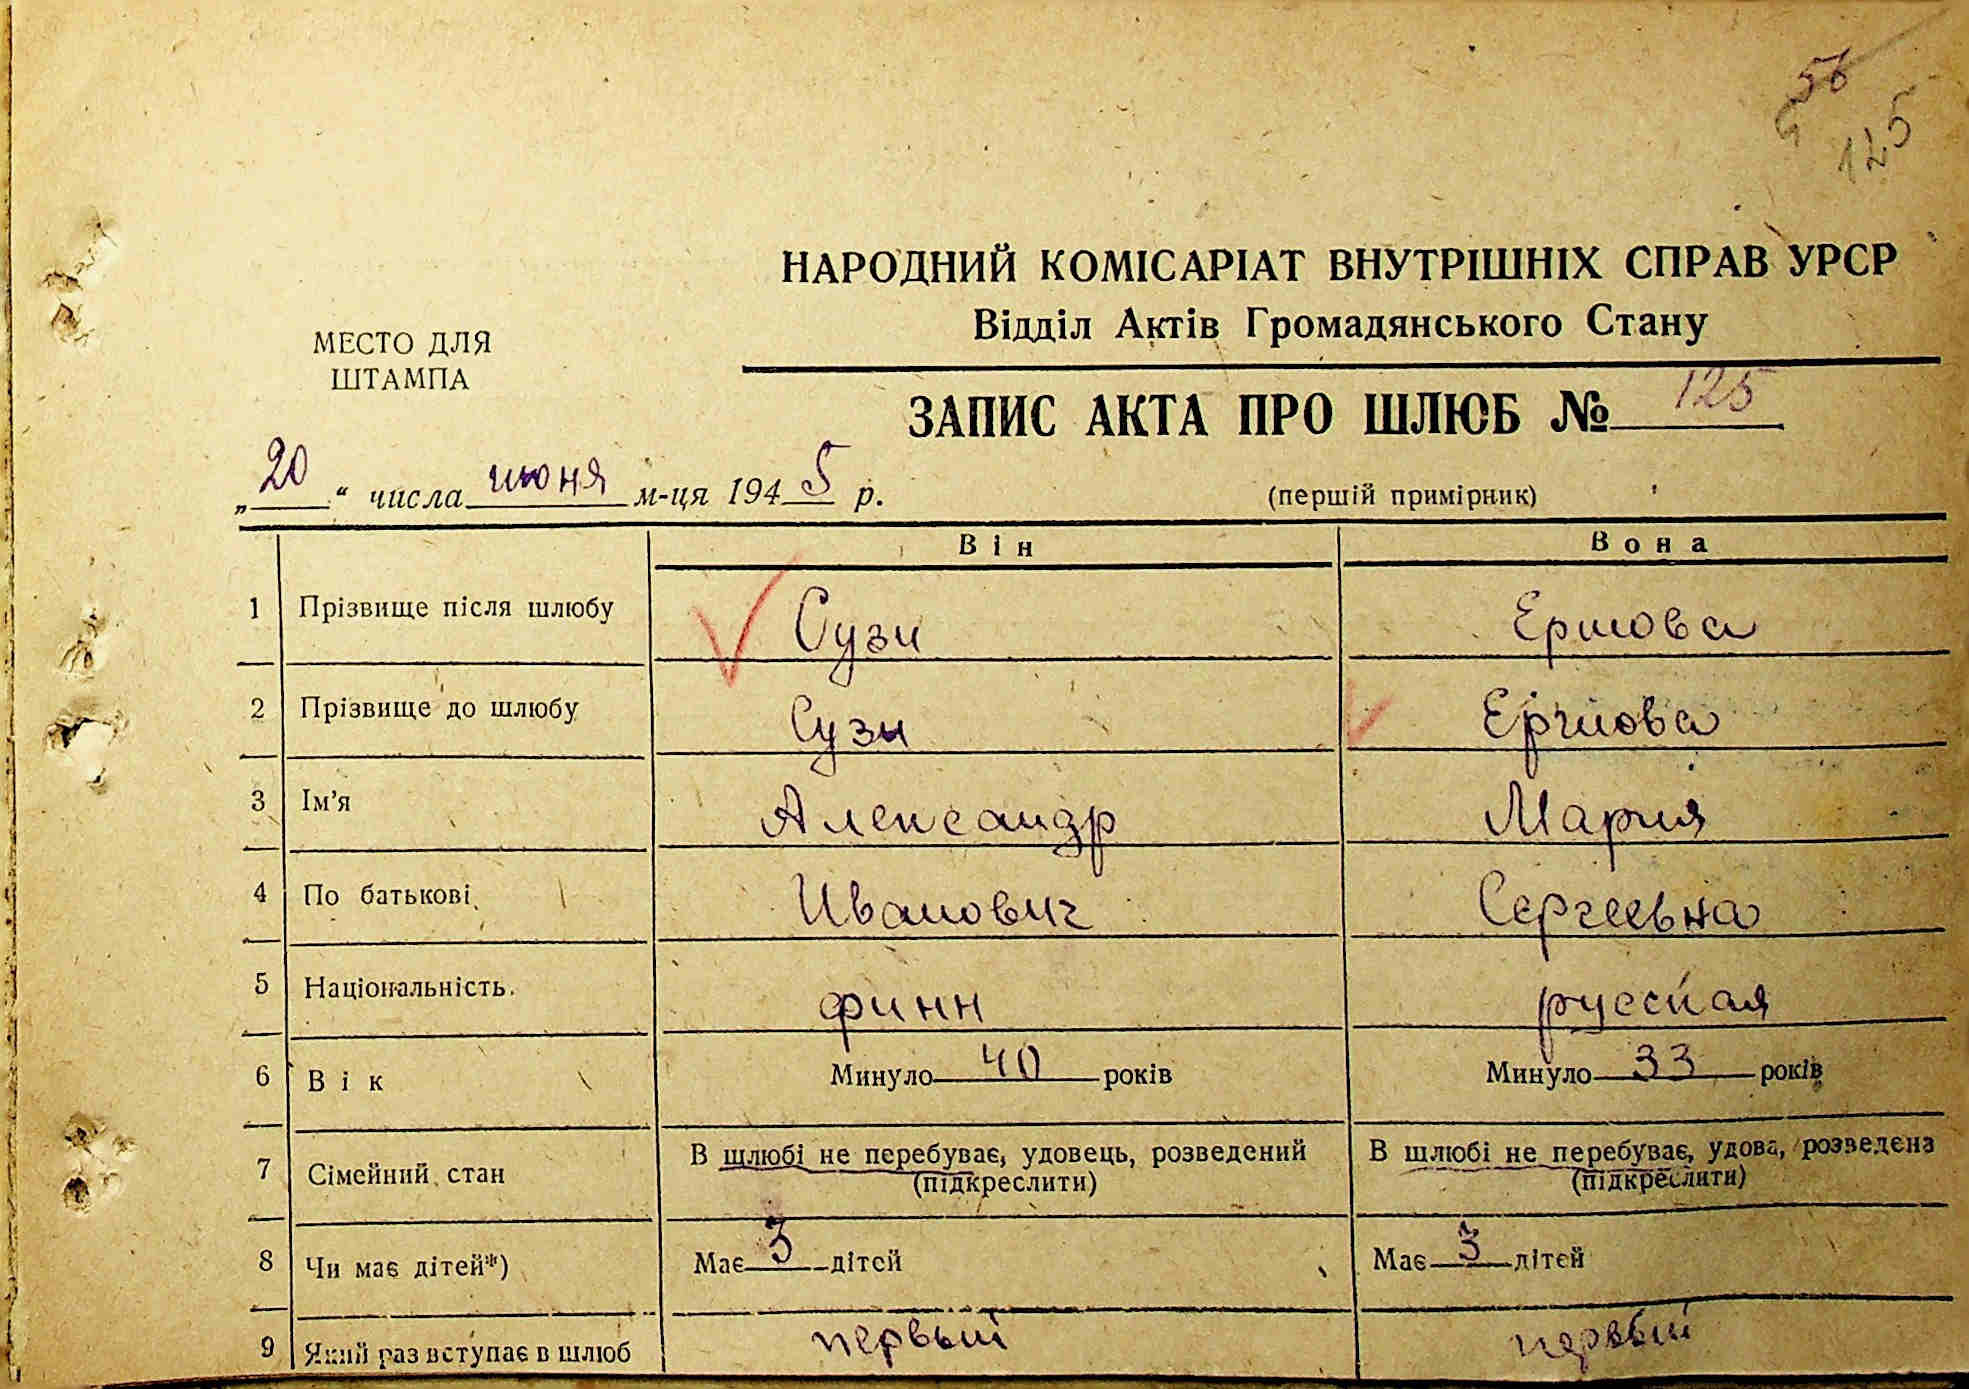 56
125
НАРОДНИЙ КОМІСАРІАТ ВНУТРІШНІХ СПРАВ УРСР
Відділ Актів Громадянського Стану
МЕСТО ДЛЯ
ШТАМПА
ЗАПИС АКТА ПРО ШЛЮБ № 125
„20“ числа июня м-ця 1945 р.
(першій примірник)
Він Вона
1 Прізвище після шлюбу Сузи Ершова
2 Прізвище до шлюбу Сузи Ершова
3 Ім'я Александр Мария
4 По батькові Иванович Сергеевна
5 Національність финн русская
6 Вік Минуло 40 років Минуло 33 років
7 Сімейний стан В шлюбі не перебуває, удовець, розведений В шлюбі не перебуває, удова, розведена
(підкреслити) (підкреслити)
8 Чи має дітей*) Має 3 дітей Має 3 дітей
9 Який раз вступає в шлюб первый первый